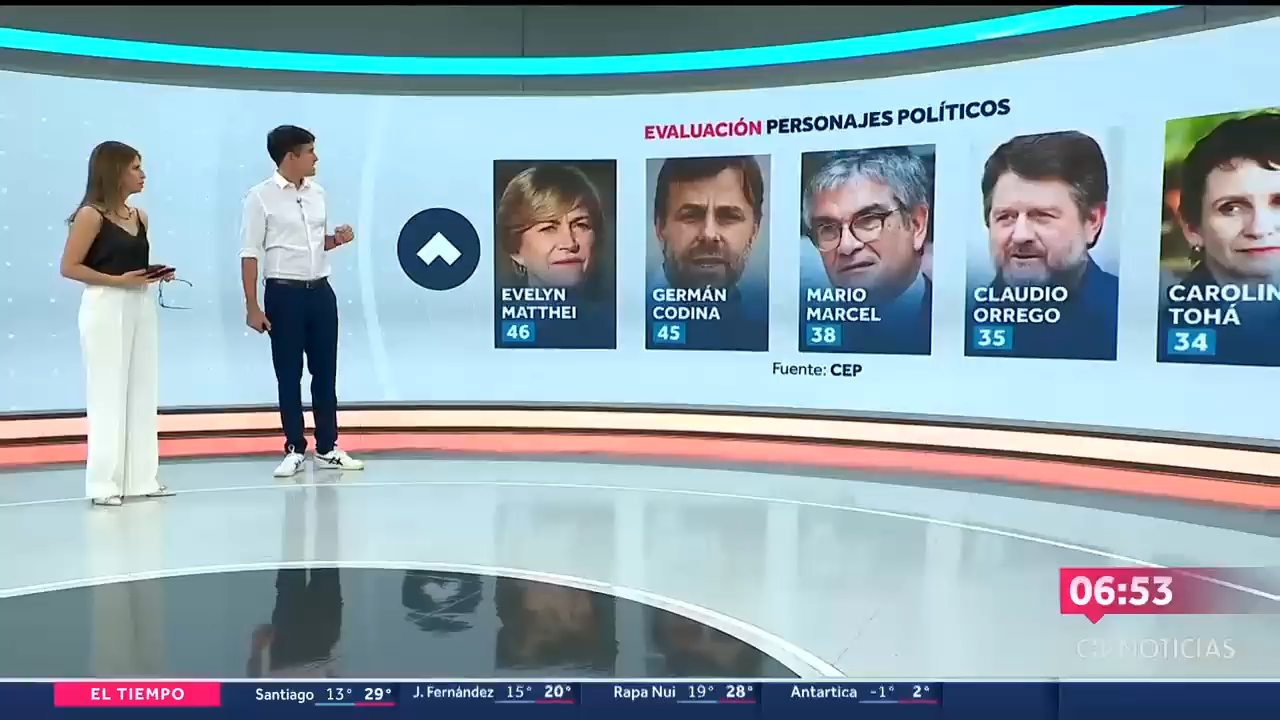 EVALUACIÓN PERSONAJES POLÍTICOS
EVELYN
MATTHEI
46
GERMÁN
CODINA
45
MARIO
MARCEL
38
CLAUDIO
ORREGO
35
CAROLIN
TOHÁ
34
Fuente: CEP
06:53
NOTICIAS
EL TIEMPO
Santiago 13° 29°
J. Fernández 15° 20°
Rapa Nui 19° 28°
Antartica -1° 2°